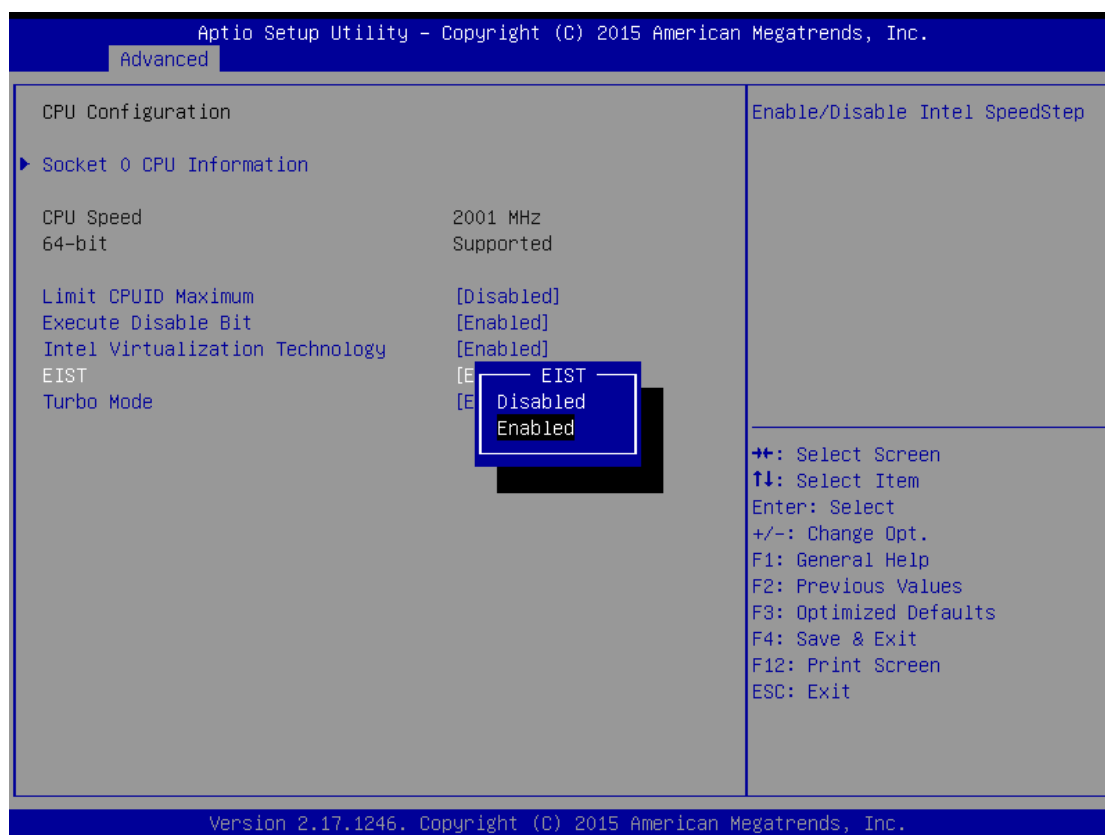 Aptio Setup Utility – Copyright (C) 2015 American Megatrends, Inc.
Advanced
CPU Configuration
Socket 0 CPU Information
CPU Speed 2001 MHz
64-bit Supported
Limit CPUID Maximum [Disabled]
Execute Disable Bit [Enabled]
Intel Virtualization Technology [Enabled]
EIST [E
Turbo Mode [E
EIST
Disabled
Enabled
Enable/Disable Intel SpeedStep
→←: Select Screen
↑↓: Select Item
Enter: Select
+/-: Change Opt.
F1: General Help
F2: Previous Values
F3: Optimized Defaults
F4: Save & Exit
F12: Print Screen
ESC: Exit
Version 2.17.1246. Copyright (C) 2015 American Megatrends, Inc.